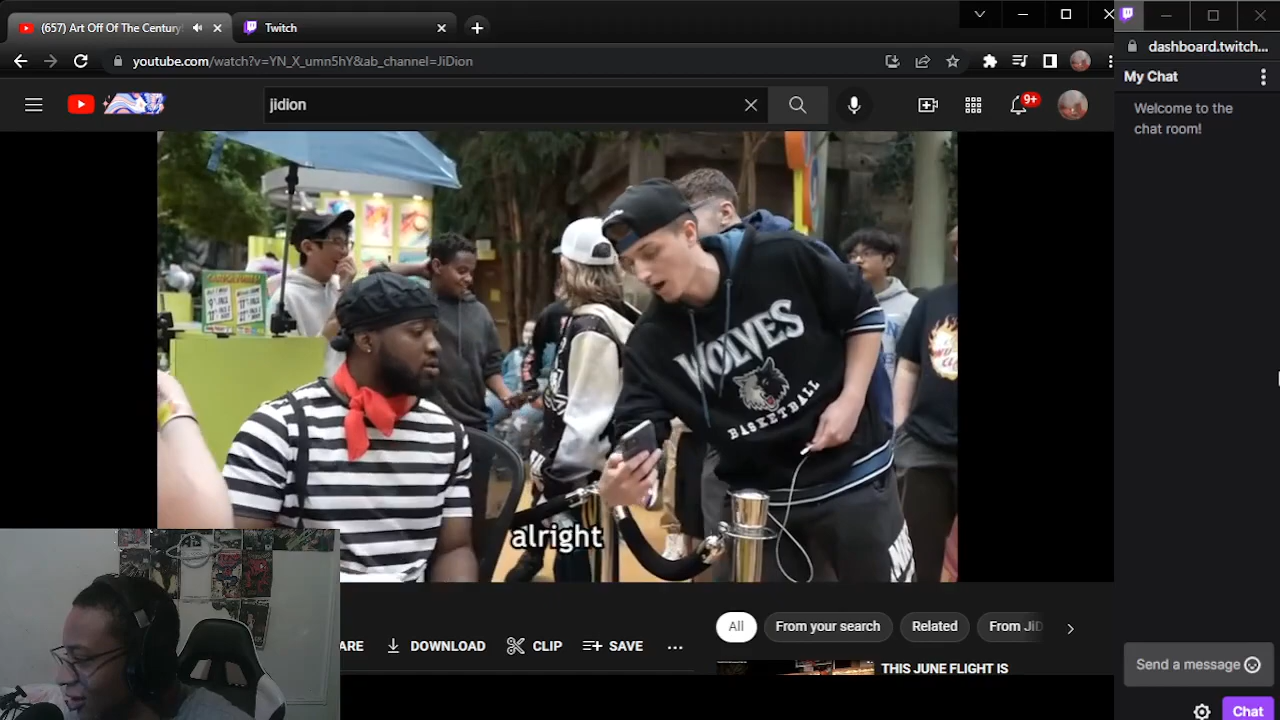 (657) Art Off Of The Century
Twitch
youtube.com/watch?v=YN_X_umn5hY&ab_channel=JiDion
dashboard.twitch...
jidion
9+
My Chat
Welcome to the
chat room!
WOLVES
BASKETBALL
alright
ARE
DOWNLOAD
CLIP
SAVE
All
From your search
Related
From JiD
THIS JUNE FLIGHT IS
Send a message
Chat